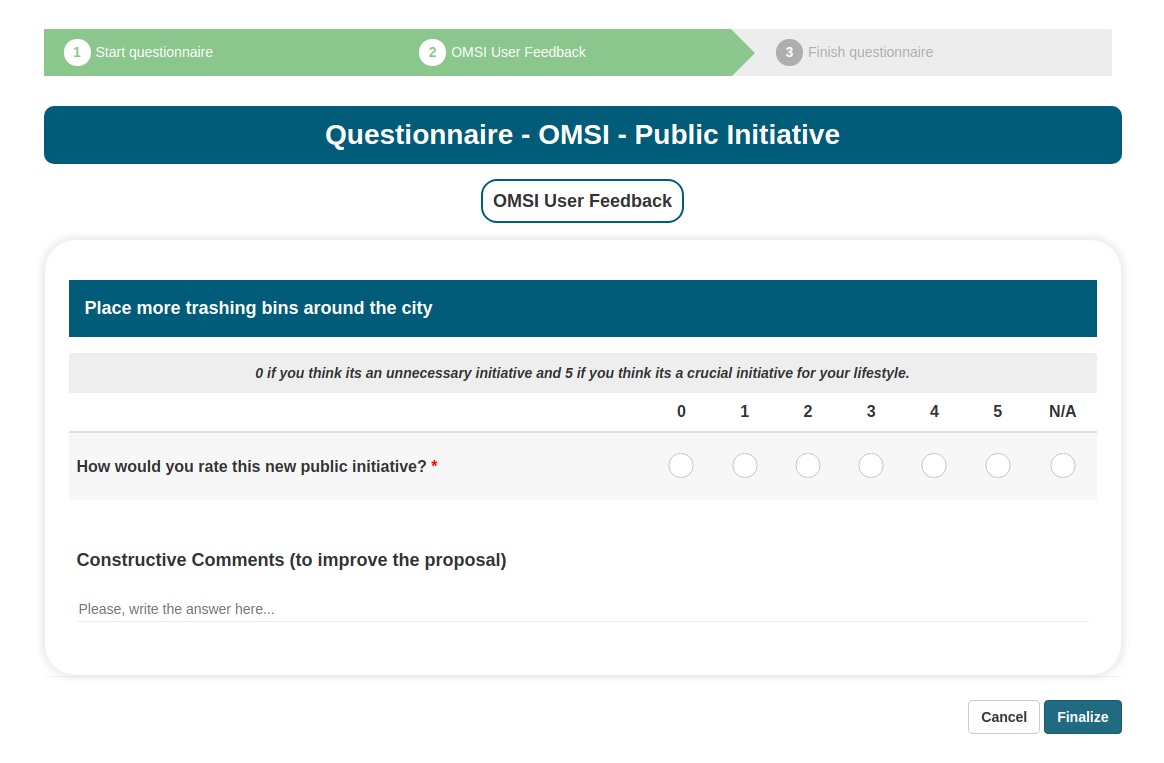 1 Start questionnaire 2 OMSI User Feedback 3 Finish questionnaire
Questionnaire - OMSI - Public Initiative
OMSI User Feedback
Place more trashing bins around the city
0 if you think its an unnecessary initiative and 5 if you think its a crucial initiative for your lifestyle.
0 1 2 3 4 5 N/A
How would you rate this new public initiative? *
Constructive Comments (to improve the proposal)
Please, write the answer here...
Cancel Finalize